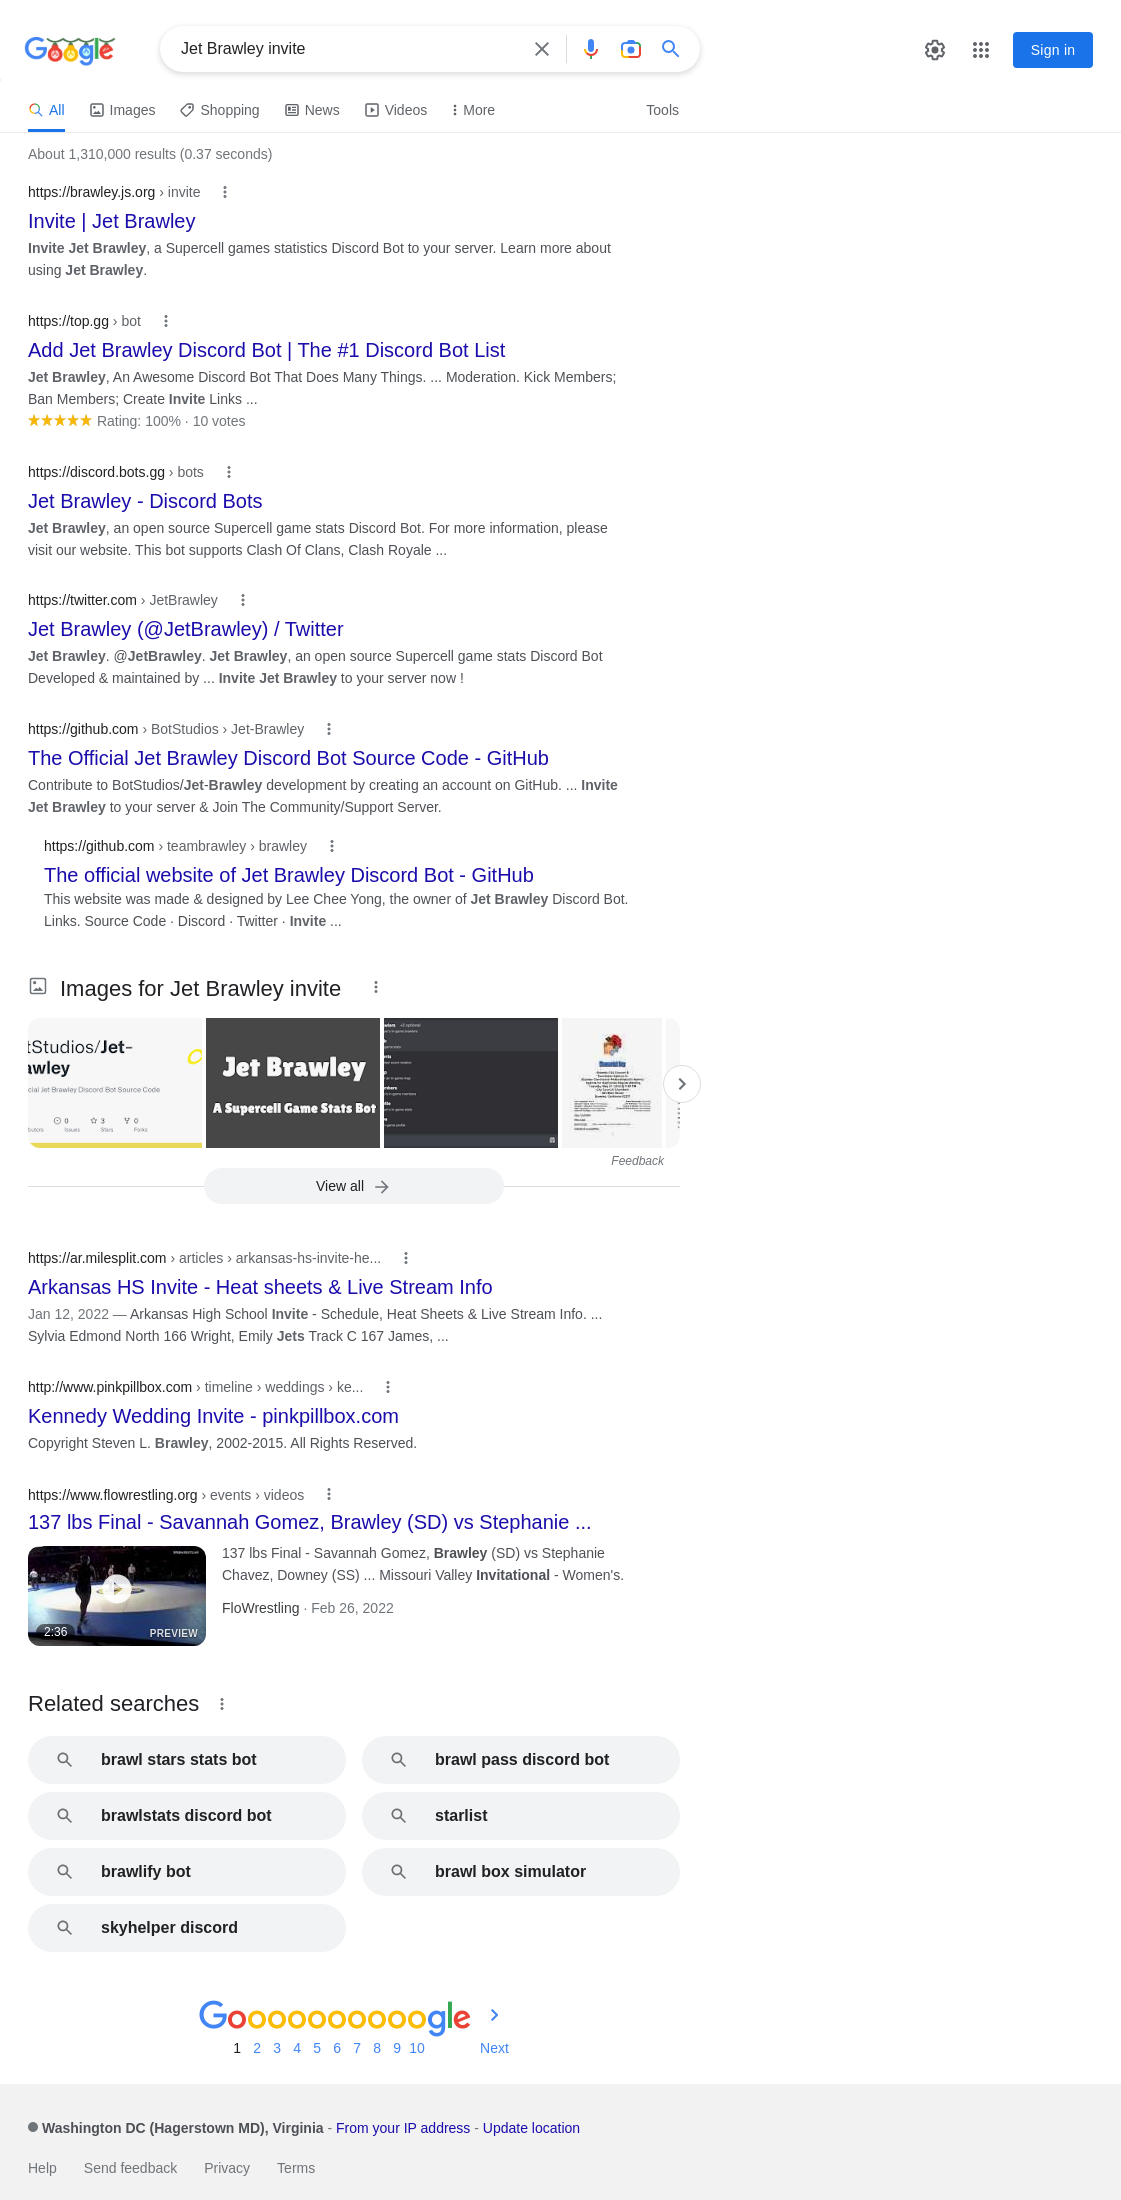 Google
Jet Brawley invite
Sign in
All
Images
Shopping
News
Videos
More
Tools
About 1,310,000 results (0.37 seconds)
https://brawley.js.org › invite
Invite | Jet Brawley
Invite Jet Brawley, a Supercell games statistics Discord Bot to your server. Learn more about
using Jet Brawley.
https://top.gg › bot
Add Jet Brawley Discord Bot | The #1 Discord Bot List
Jet Brawley, An Awesome Discord Bot That Does Many Things. ... Moderation. Kick Members;
Ban Members; Create Invite Links ...
Rating: 100% · 10 votes
https://discord.bots.gg › bots
Jet Brawley - Discord Bots
Jet Brawley, an open source Supercell game stats Discord Bot. For more information, please
visit our website. This bot supports Clash Of Clans, Clash Royale ...
https://twitter.com › JetBrawley
Jet Brawley (@JetBrawley) / Twitter
Jet Brawley. @JetBrawley. Jet Brawley, an open source Supercell game stats Discord Bot
Developed & maintained by ... Invite Jet Brawley to your server now !
https://github.com › BotStudios › Jet-Brawley
The Official Jet Brawley Discord Bot Source Code - GitHub
Contribute to BotStudios/Jet-Brawley development by creating an account on GitHub. ... Invite
Jet Brawley to your server & Join The Community/Support Server.
https://github.com › teambrawley › brawley
The official website of Jet Brawley Discord Bot - GitHub
This website was made & designed by Lee Chee Yong, the owner of Jet Brawley Discord Bot.
Links. Source Code · Discord · Twitter · Invite ...
Images for Jet Brawley invite
tStudios/Jet-
awley
cial Jet Brawley Discord Bot Source Code
0 3 0
Issues Stars Forks
Jet Brawley
A Supercell Game Stats Bot
Feedback
View all
https://ar.milesplit.com › articles › arkansas-hs-invite-he...
Arkansas HS Invite - Heat sheets & Live Stream Info
Jan 12, 2022 — Arkansas High School Invite - Schedule, Heat Sheets & Live Stream Info. ...
Sylvia Edmond North 166 Wright, Emily Jets Track C 167 James, ...
http://www.pinkpillbox.com › timeline › weddings › ke...
Kennedy Wedding Invite - pinkpillbox.com
Copyright Steven L. Brawley, 2002-2015. All Rights Reserved.
https://www.flowrestling.org › events › videos
137 lbs Final - Savannah Gomez, Brawley (SD) vs Stephanie ...
137 lbs Final - Savannah Gomez, Brawley (SD) vs Stephanie
Chavez, Downey (SS) ... Missouri Valley Invitational - Women's.
FloWrestling · Feb 26, 2022
2:36
PREVIEW
Related searches
brawl stars stats bot
brawl pass discord bot
brawlstats discord bot
starlist
brawlify bot
brawl box simulator
skyhelper discord
Goooooooooogle
1 2 3 4 5 6 7 8 9 10 Next
Washington DC (Hagerstown MD), Virginia - From your IP address - Update location
Help Send feedback Privacy Terms